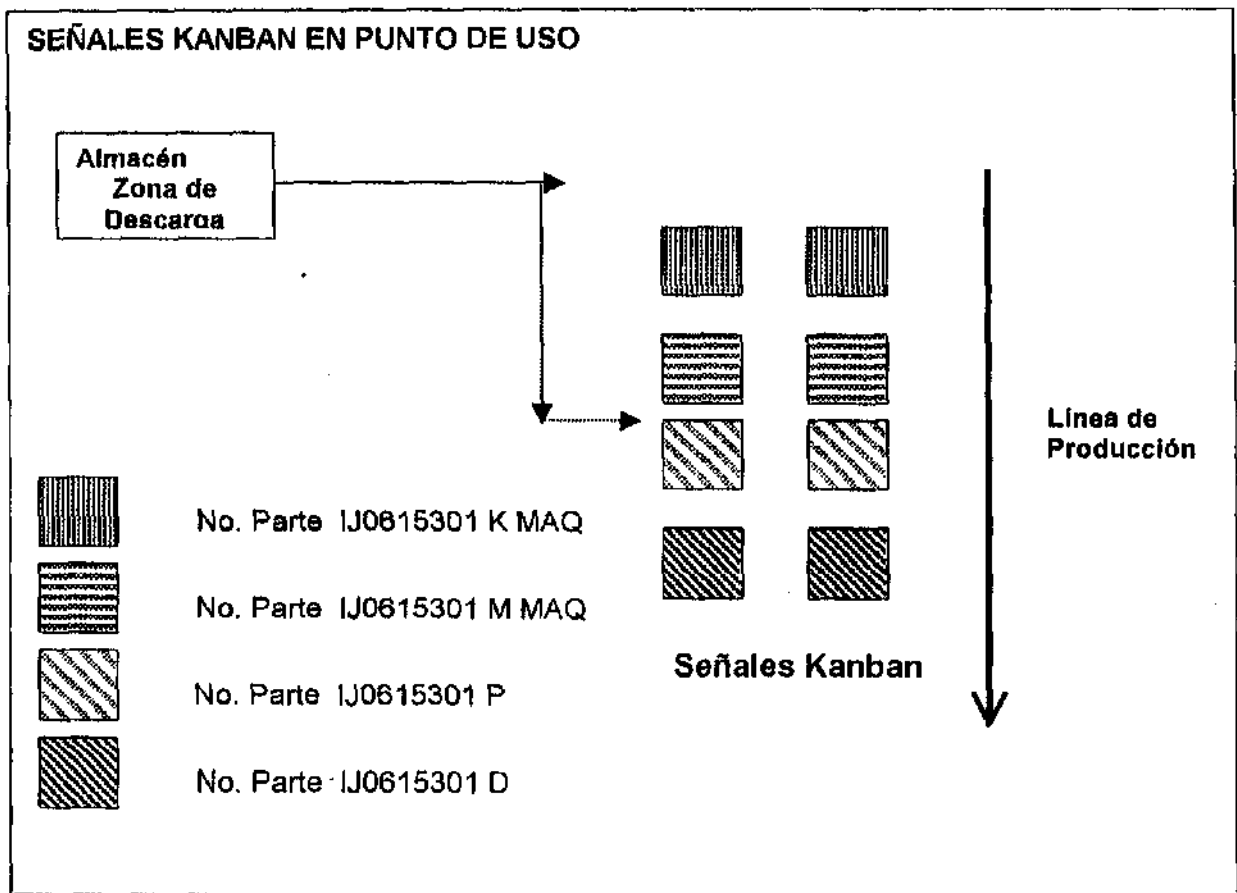 SEÑALES KANBAN EN PUNTO DE USO
Almacén
Zona de
Descarga
Línea de
Producción
No. Parte IJ0615301 K MAQ
No. Parte IJ0615301 M MAQ
Señales Kanban
No. Parte IJ0615301 P
No. Parte IJ0615301 D